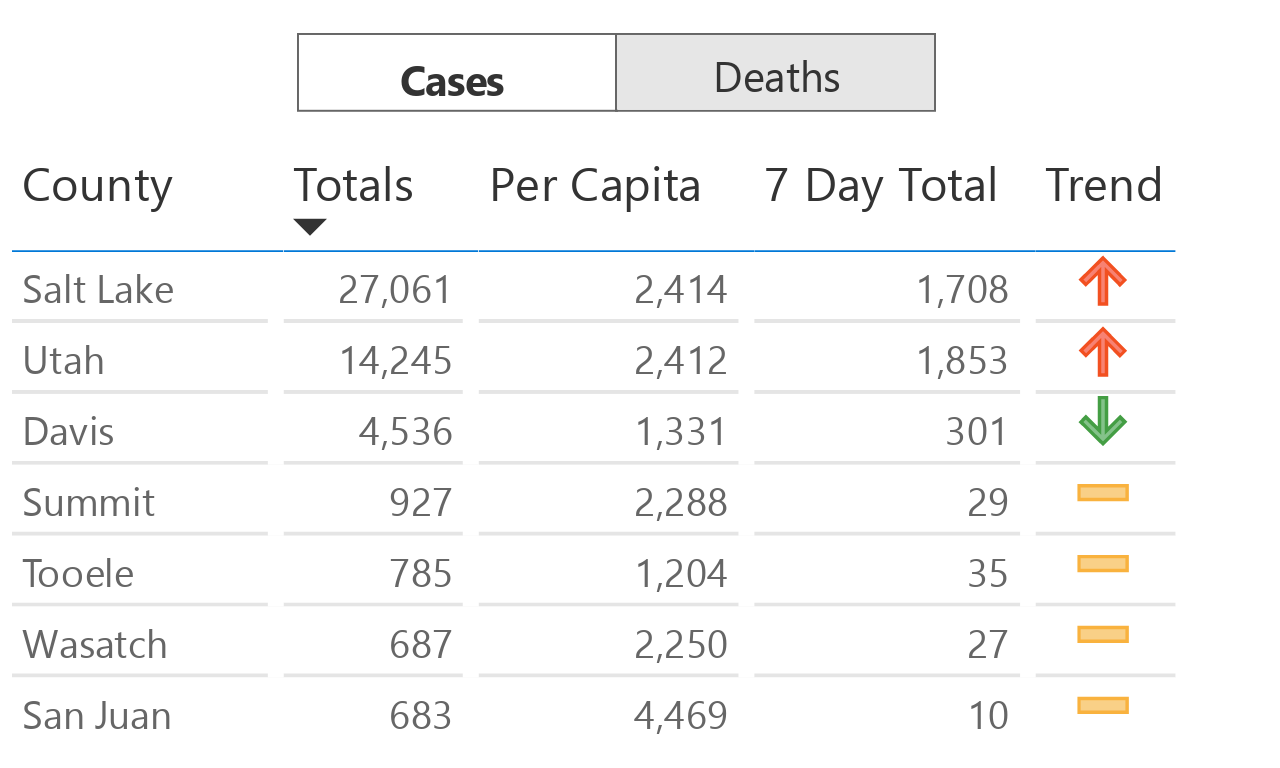 Cases Deaths
County Totals Per Capita 7 Day Total Trend
Salt Lake 27,061 2,414 1,708
Utah 14,245 2,412 1,853
Davis 4,536 1,331 301
Summit 927 2,288 29
Tooele 785 1,204 35
Wasatch 687 2,250 27
San Juan 683 4,469 10